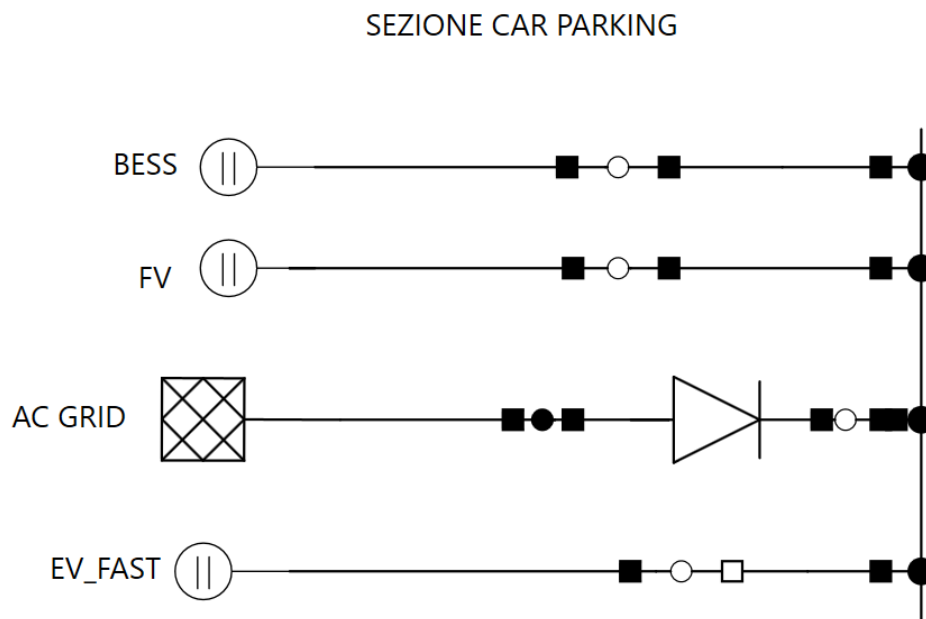 SEZIONE CAR PARKING
BESS
FV
AC GRID
EV_FAST